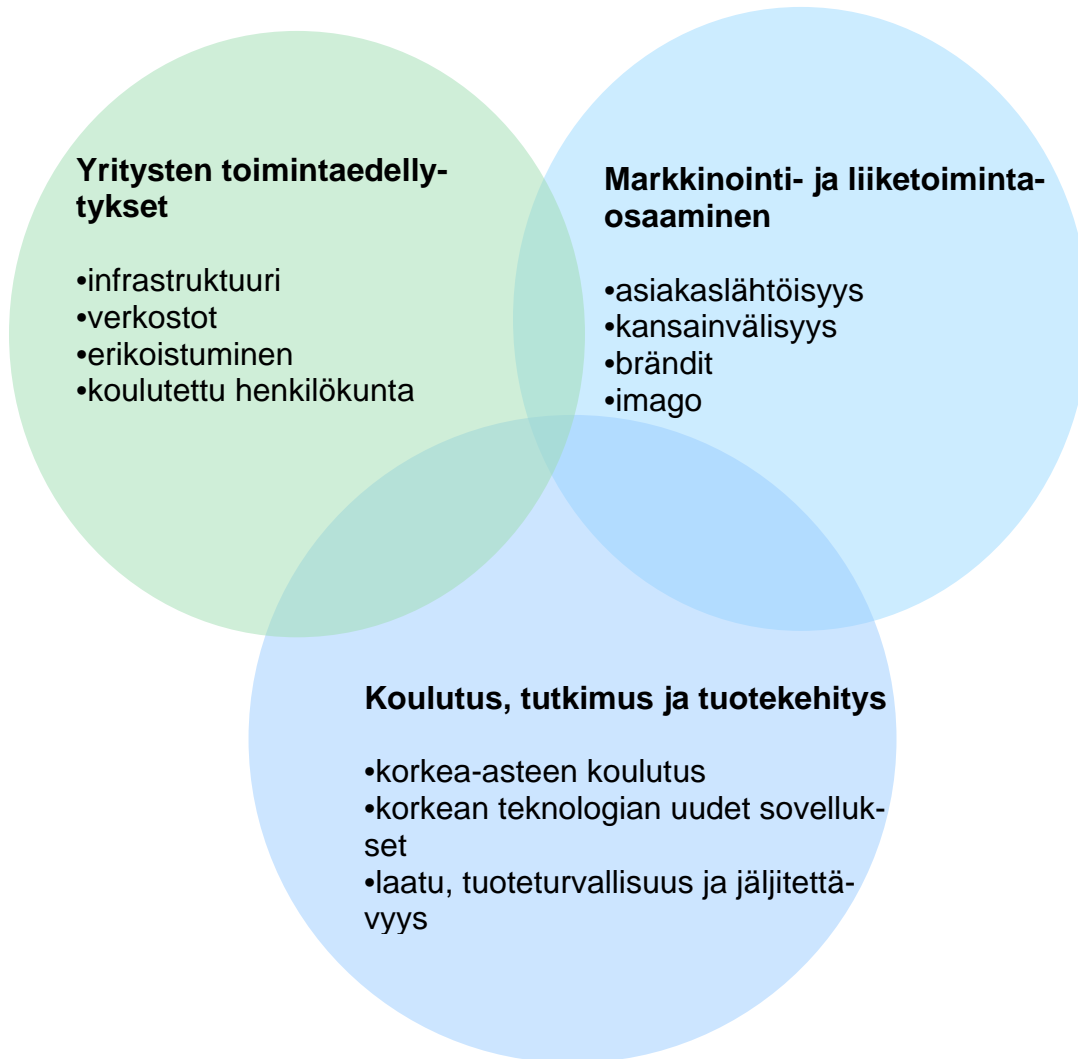 Yritysten toimintaedelly-
tykset
•infrastruktuuri
•verkostot
•erikoistuminen
•koulutettu henkilökunta
Markkinointi- ja liiketoiminta-
osaaminen
•asiakaslähtöisyys
•kansainvälisyys
•brändit
•imago
Koulutus, tutkimus ja tuotekehitys
•korkea-asteen koulutus
•korkean teknologian uudet sovelluk-
set
•laatu, tuoteturvallisuus ja jäljitettä-
vyys